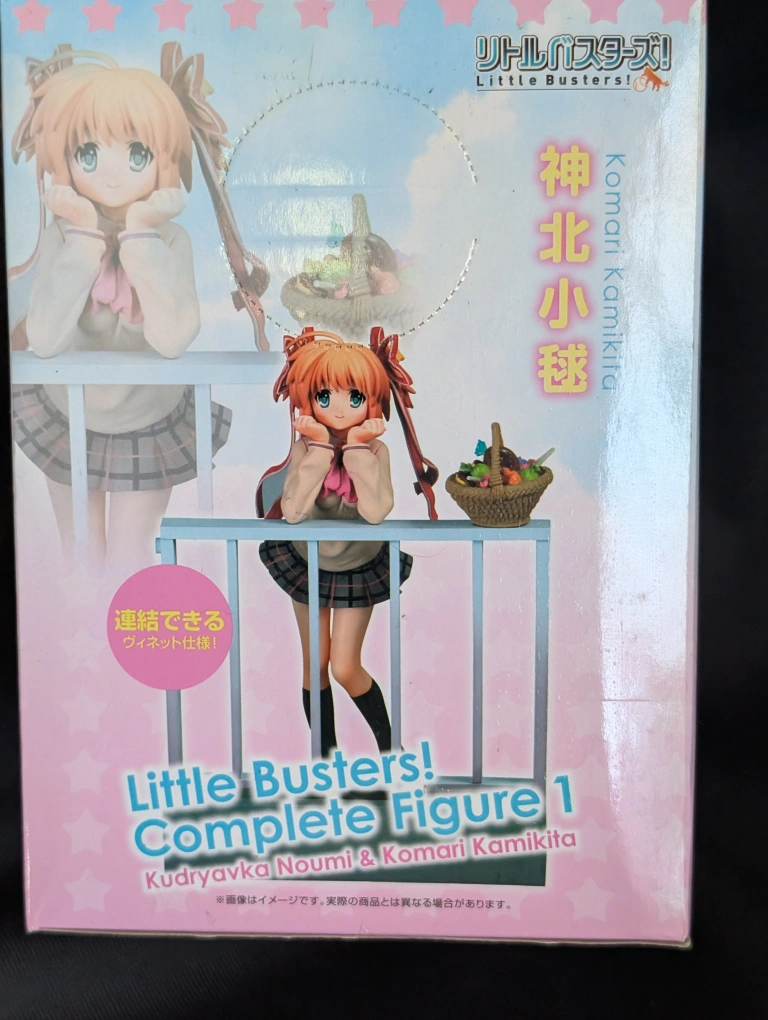 リトルバスターズ!
Little Busters!
神北小毬
Komari Kamikita
連結できる
ヴィネット仕様!
Little Busters!
Complete Figure 1
Kudryavka Noumi & Komari Kamikita
※画像はイメージです。実際の商品とは異なる場合があります。